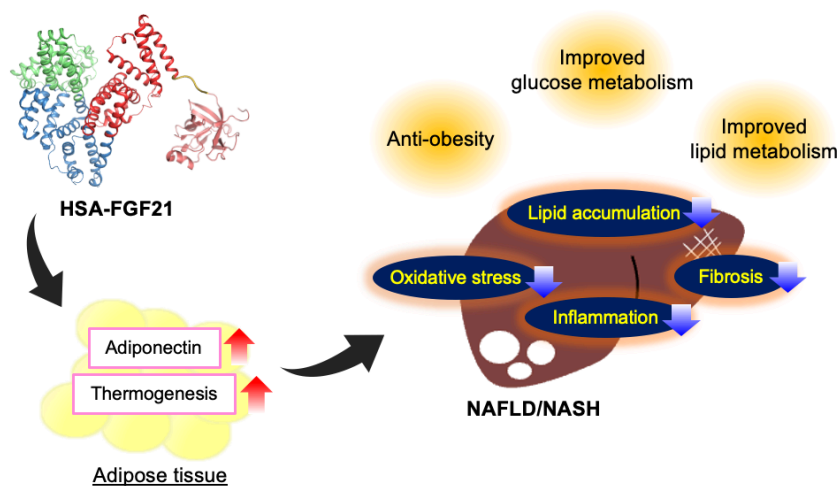 HSA-FGF21
Adiponectin
Thermogenesis
Adipose tissue
Improved
glucose metabolism
Anti-obesity
Improved
lipid metabolism
Lipid accumulation
Oxidative stress
Fibrosis
Inflammation
NAFLD/NASH